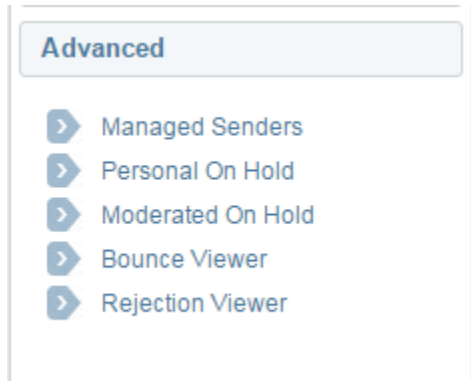 Advanced
Managed Senders
Personal On Hold
Moderated On Hold
Bounce Viewer
Rejection Viewer